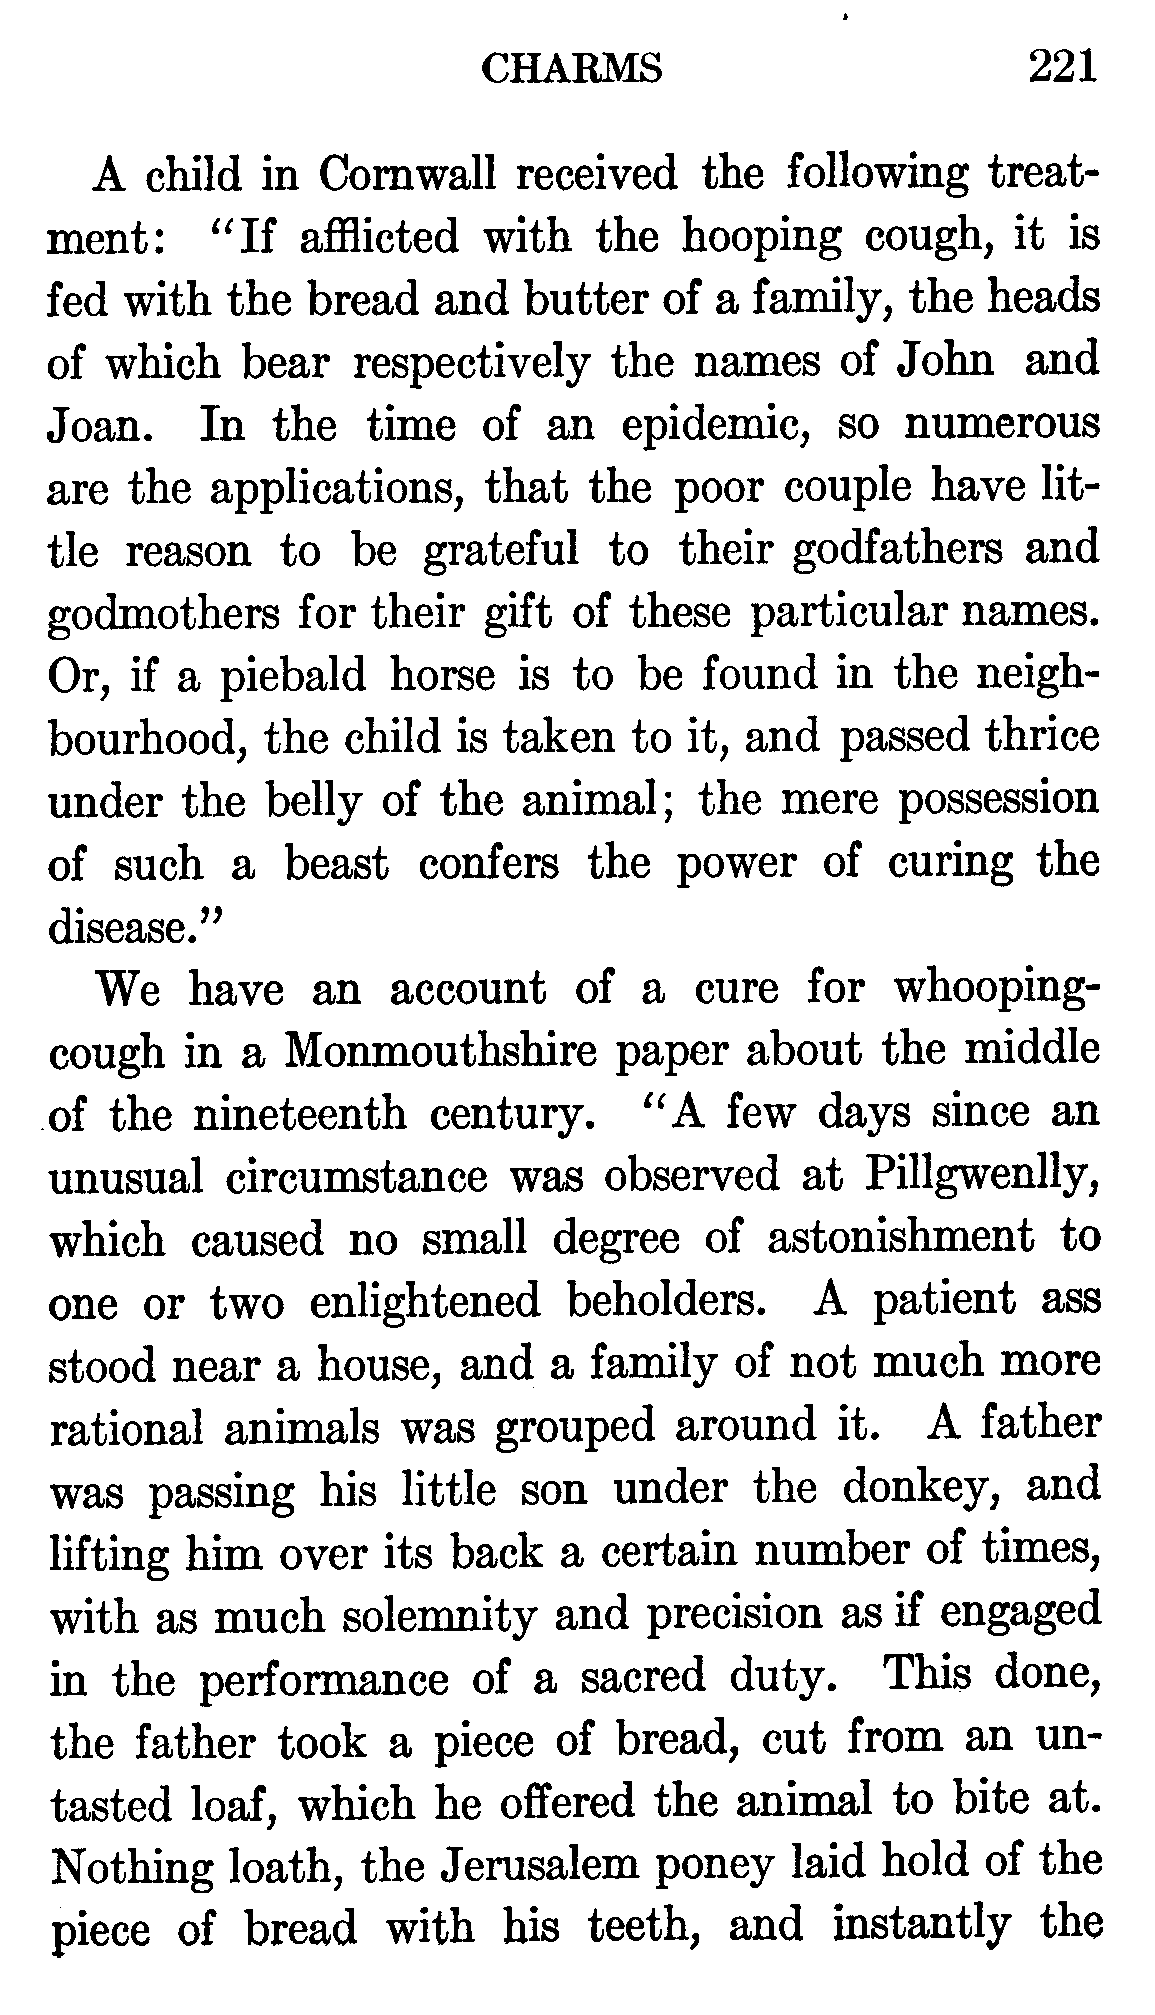 CHARMS 221
A child in Cornwall received the following treat-
ment: "If afflicted with the hooping cough, it is
fed with the bread and butter of a family, the heads
of which bear respectively the names of John and
Joan. In the time of an epidemic, so numerous
are the applications, that the poor couple have lit-
tle reason to be grateful to their godfathers and
godmothers for their gift of these particular names.
Or, if a piebald horse is to be found in the neigh-
bourhood, the child is taken to it, and passed thrice
under the belly of the animal; the mere possession
of such a beast confers the power of curing the
disease."
We have an account of a cure for whooping-
cough in a Monmouthshire paper about the middle
of the nineteenth century. "A few days since an
unusual circumstance was observed at Pillgwenlly,
which caused no small degree of astonishment to
one or two enlightened beholders. A patient ass
stood near a house, and a family of not much more
rational animals was grouped around it. A father
was passing his little son under the donkey, and
lifting him over its back a certain number of times,
with as much solemnity and precision as if engaged
in the performance of a sacred duty. This done,
the father took a piece of bread, cut from an un-
tasted loaf, which he offered the animal to bite at.
Nothing loath, the Jerusalem poney laid hold of the
piece of bread with his teeth, and instantly the